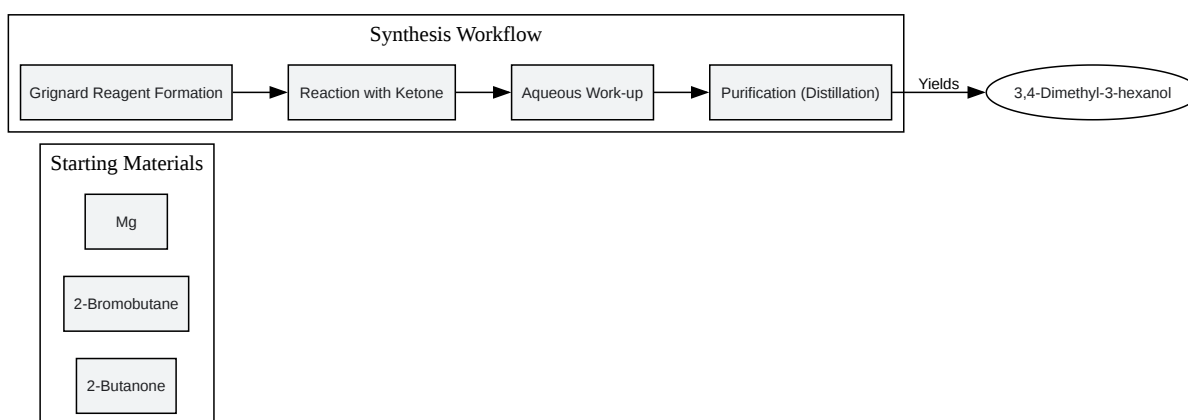 Synthesis Workflow
Grignard Reagent Formation
Reaction with Ketone
Aqueous Work-up
Purification (Distillation)
Yields
3,4-Dimethyl-3-hexanol
Starting Materials
Mg
2-Bromobutane
2-Butanone